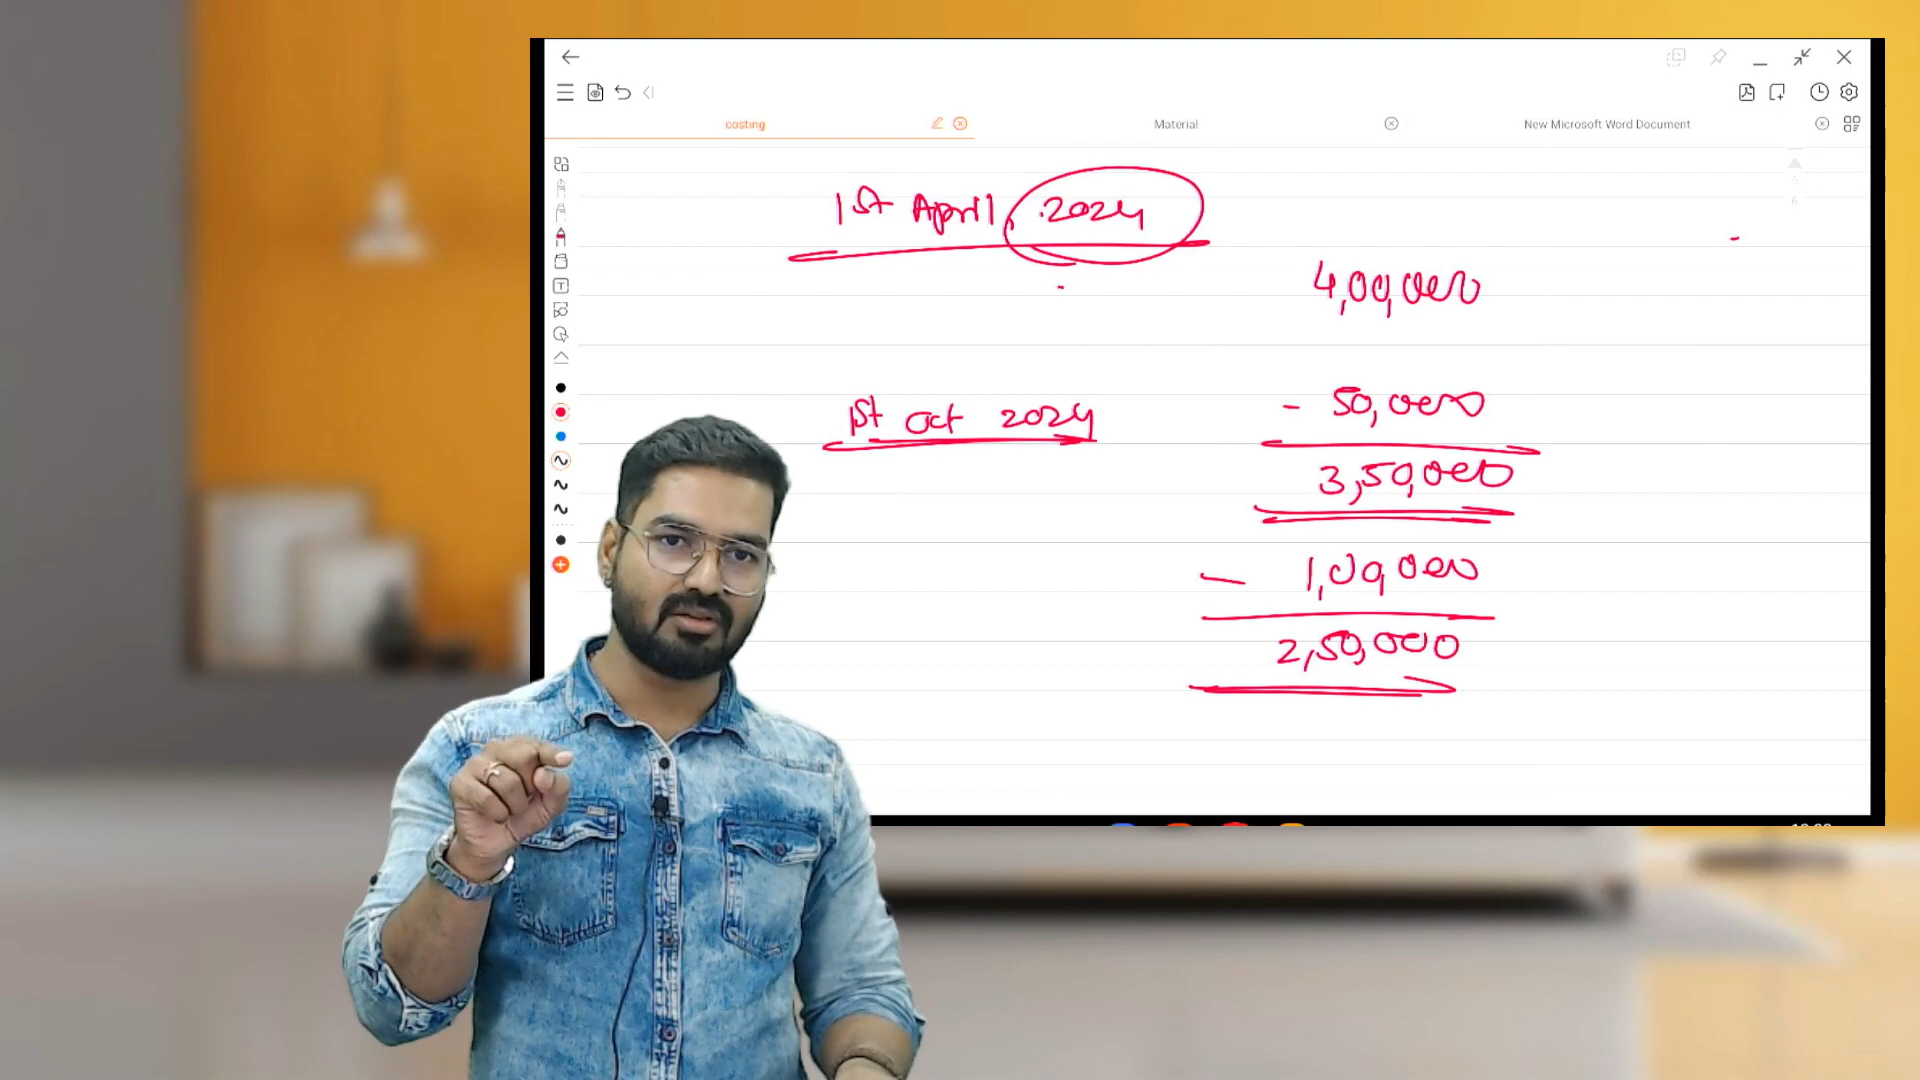 costing Material New Microsoft Word Document
1st April, 2024
4,00,000
1st Oct 2024 - 50,000
3,50,000
- 1,00,000
2,50,000